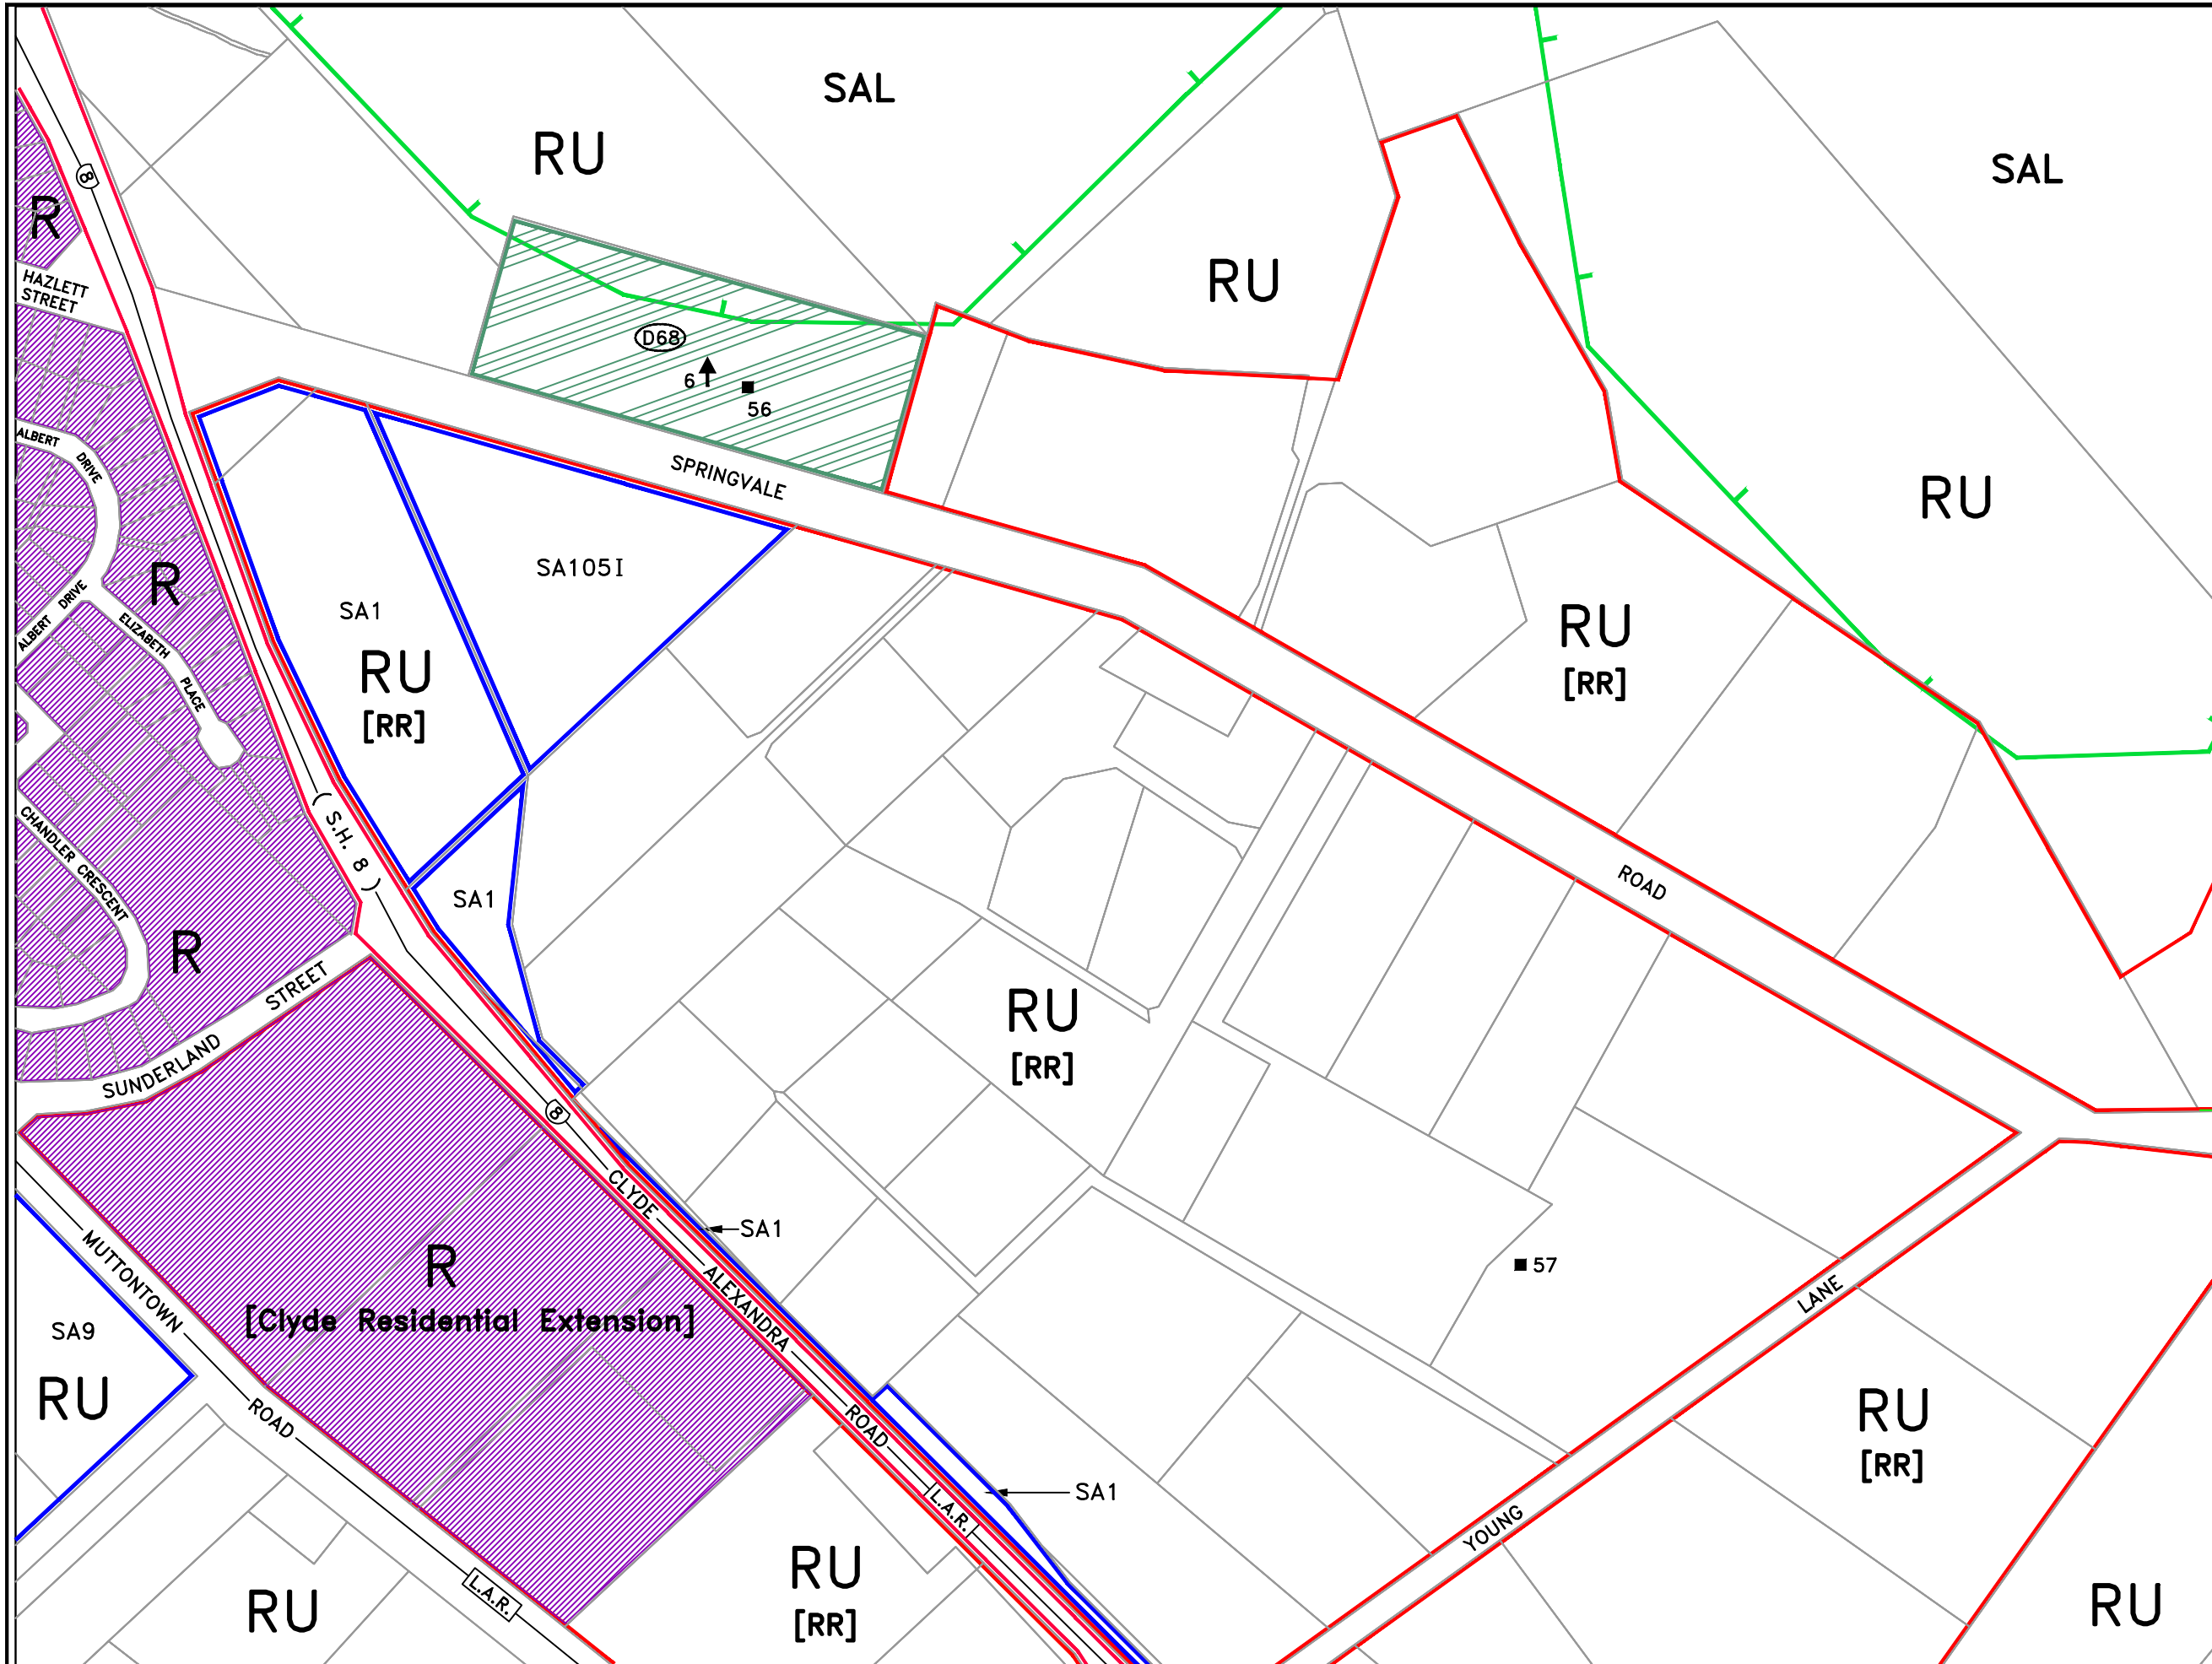 SAL
RU
SAL
8
R
HAZLETT
STREET
RU
D68
6
56
ALBERT
DRIVE
SPRINGVALE
RU
R
SA105I
ALBERT
DRIVE
SA1
ELIZABETH
PLACE
RU
[RR]
RU
[RR]
( S.H. 8 )
CHANDLER CRESCENT
ROAD
SA1
R
STREET
SUNDERLAND
RU
[RR]
8
CLYDE
SA1
57
MUTTONTOWN
R
[Clyde Residential Extension]
ALEXANDRA
LANE
SA9
RU
ROAD
ROAD
RU
[RR]
L.A.R.
SA1
YOUNG
RU
[RR]
L.A.R.
RU
RU